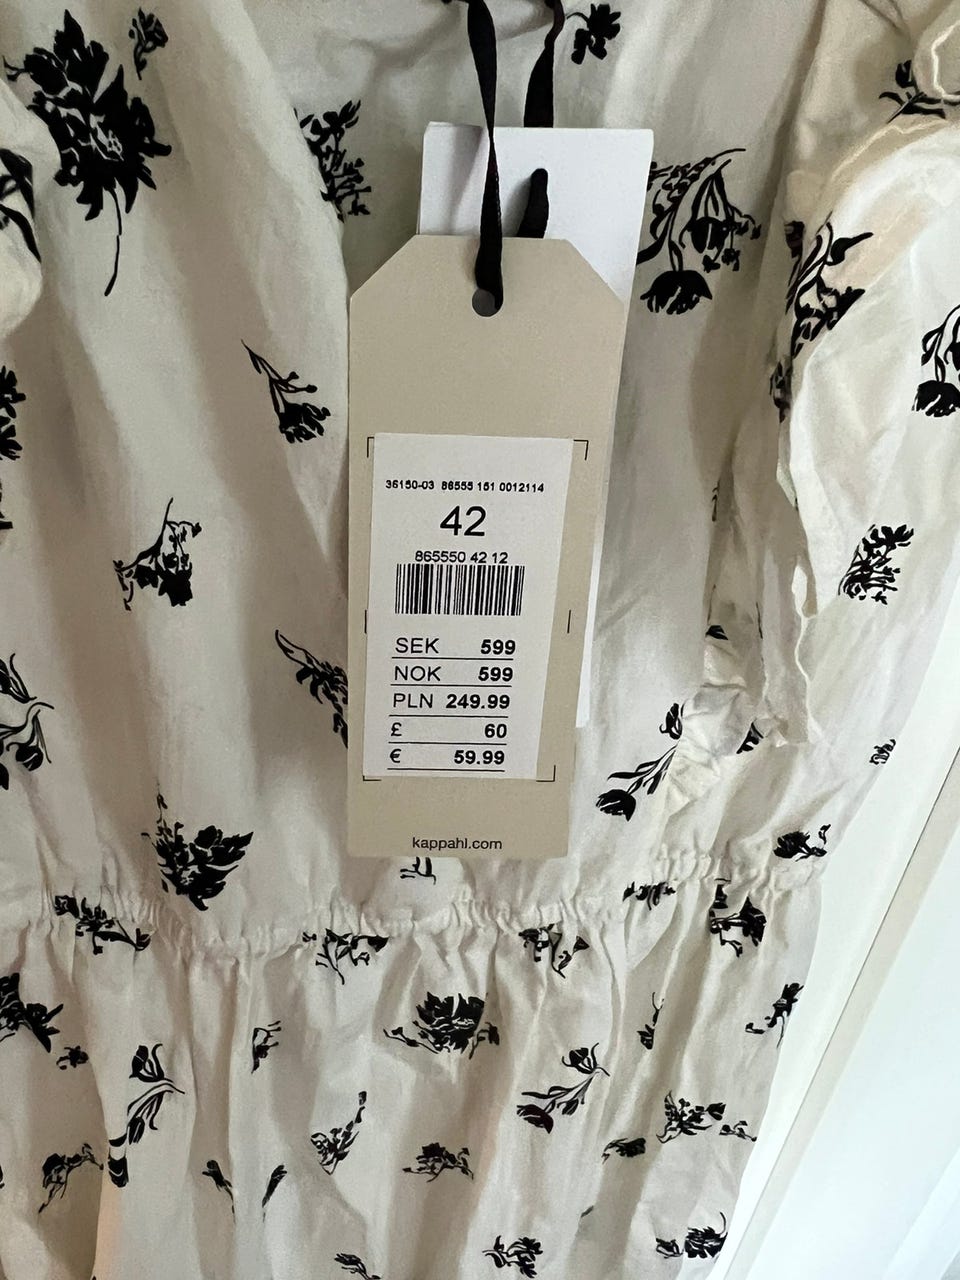 36150-03 86555 151 0012114
42
865550 42 12
SEK 599
NOK 599
PLN 249.99
£ 60
€ 59.99
kappahl.com